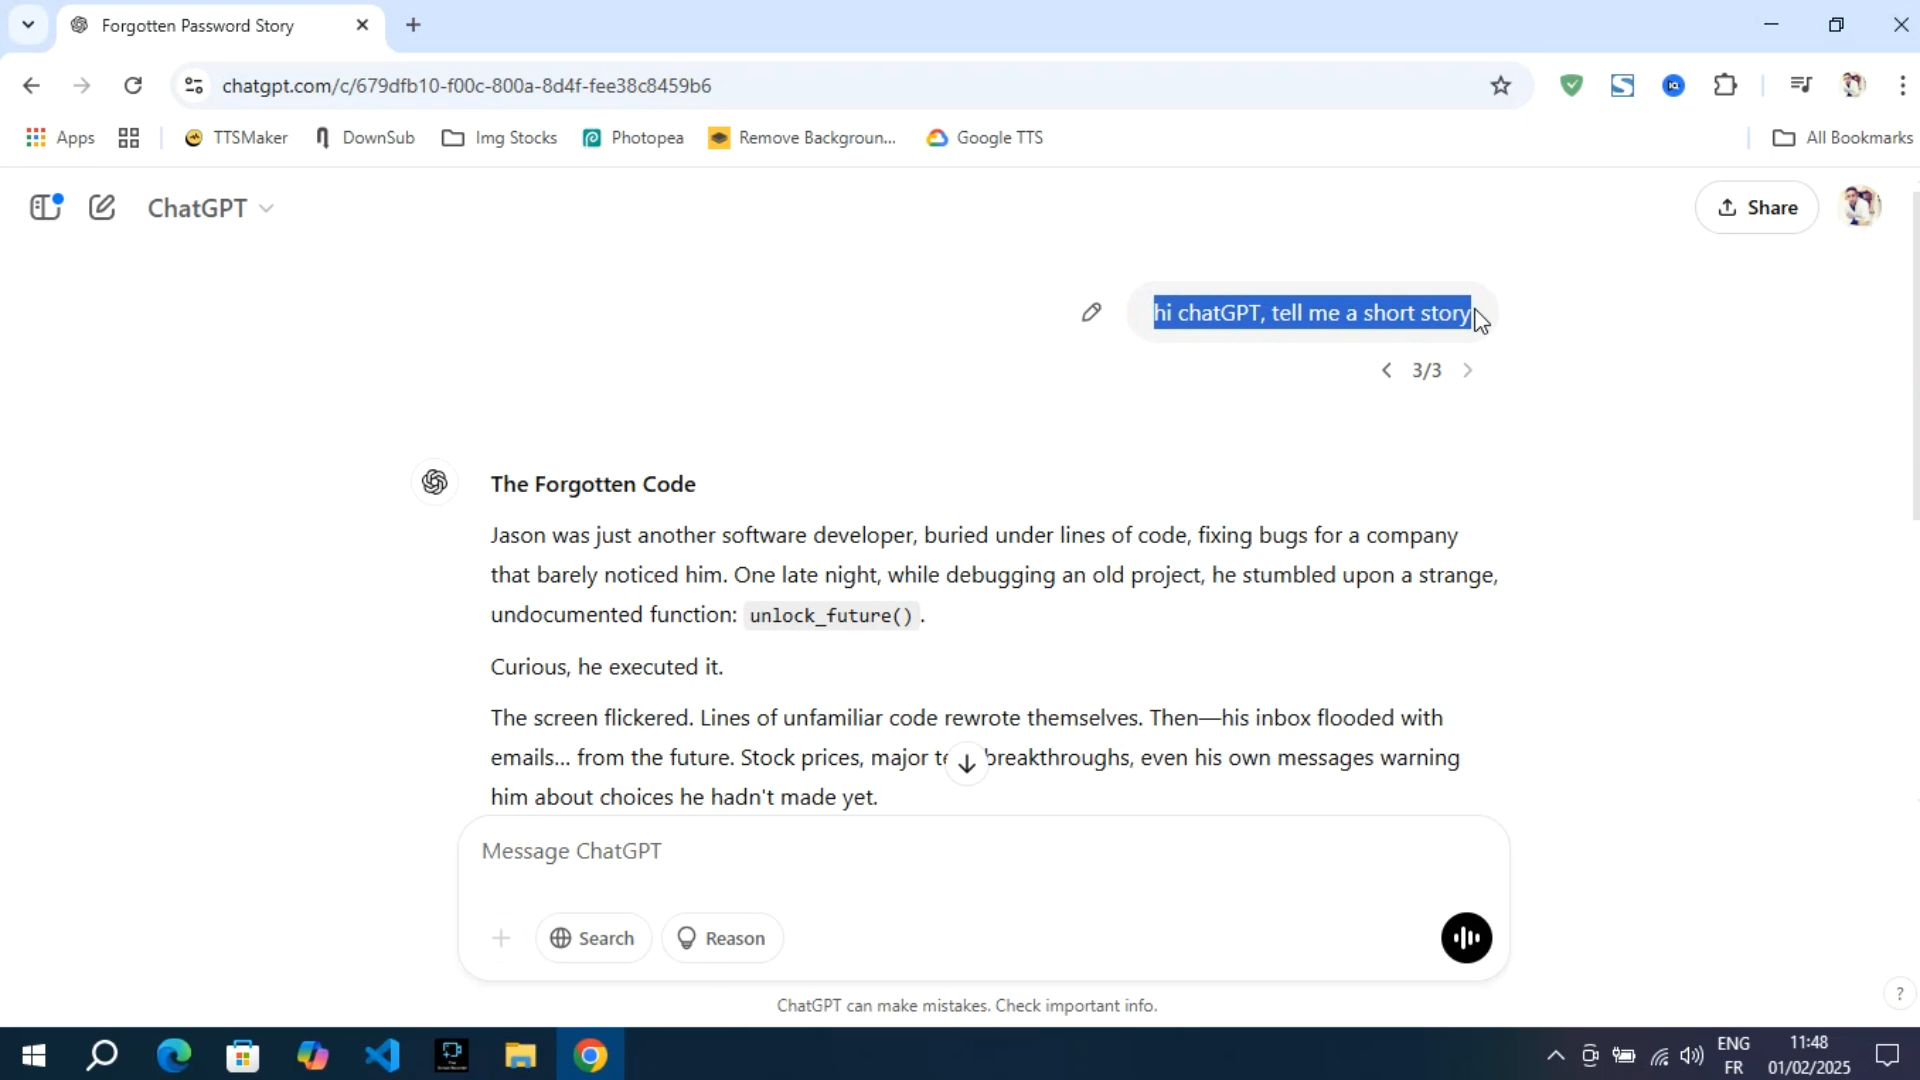 Forgotten Password Story
chatgpt.com/c/679dfb10-f00c-800a-8d4f-fee38c8459b6
Apps TTSMaker DownSub Img Stocks Photopea Remove Backgroun... Google TTS All Bookmarks
ChatGPT Share
hi chatGPT, tell me a short story
3/3
The Forgotten Code
Jason was just another software developer, buried under lines of code, fixing bugs for a company
that barely noticed him. One late night, while debugging an old project, he stumbled upon a strange,
undocumented function: unlock_future().
Curious, he executed it.
The screen flickered. Lines of unfamiliar code rewrote themselves. Then—his inbox flooded with
emails... from the future. Stock prices, major breakthroughs, even his own messages warning
him about choices he hadn't made yet.
Message ChatGPT
Search Reason
ChatGPT can make mistakes. Check important info.
?
ENG 11:48
FR 01/02/2025